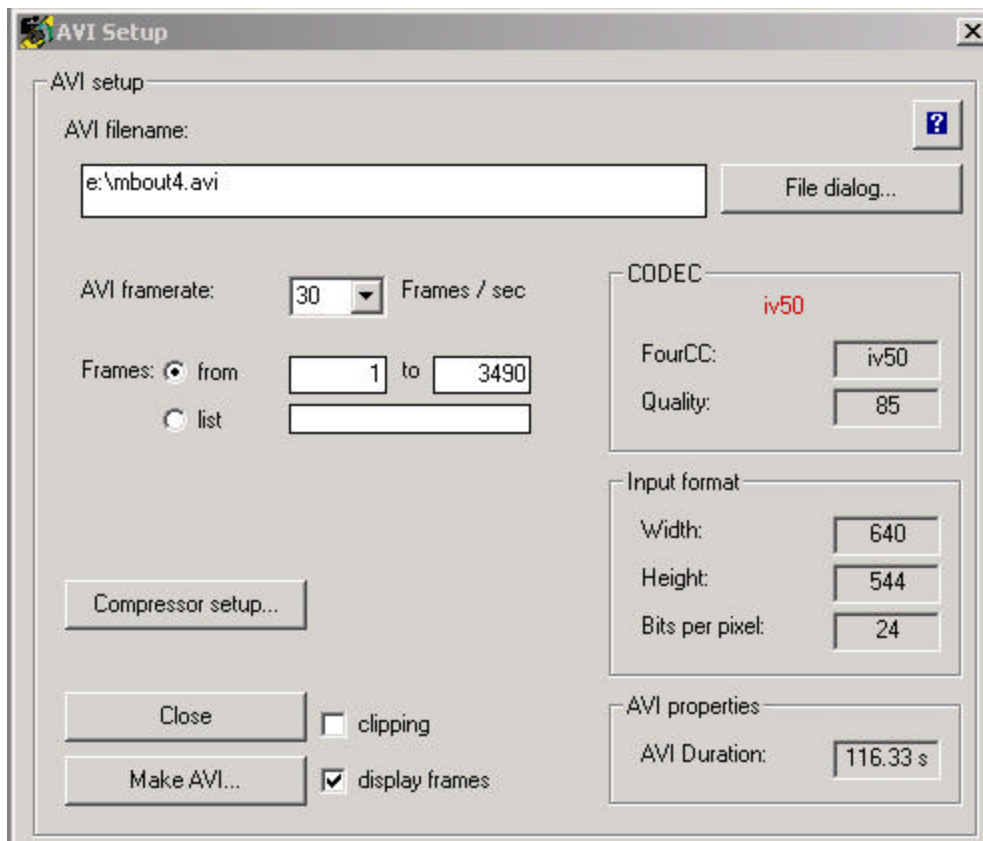 AVI Setup
AVI setup
AVI filename:
?
e:\mbout4.avi
File dialog...
AVI framerate:
30
Frames / sec
CODEC
iv50
FourCC:
iv50
Quality:
85
Frames:
from
1
to
3490
list
Input format
Width:
640
Height:
544
Bits per pixel:
24
Compressor setup...
Close
clipping
Make AVI...
display frames
AVI properties
AVI Duration:
116.33 s